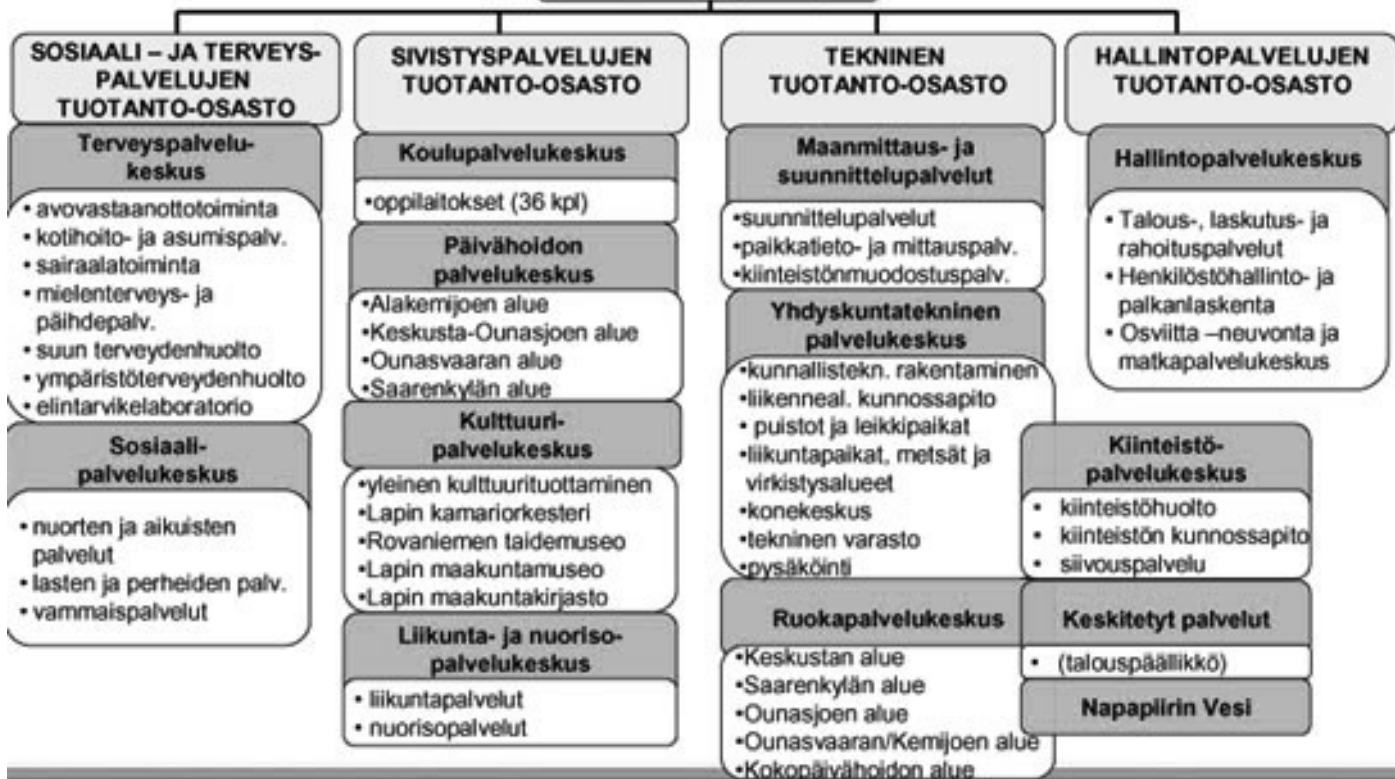 SOSIAALI – JA TERVEYS-
PALVELUJEN
TUOTANTO-OSASTO
Terveyspalvelu-
keskus
• avovastaanottotoiminta
• kotihoito- ja asumispalv.
• sairaalatoiminta
• mielenterveys- ja
päihdepalv.
• suun terveydenhuolto
• ympäristöterveydenhuolto
• elintarvikelaboratorio
Sosiaali-
palvelukeskus
• nuorten ja aikuisten
palvelut
• lasten ja perheiden palv.
• vammaispalvelut
SIVISTYSPALVELUJEN
TUOTANTO-OSASTO
Koulupalvelukeskus
•oppilaitokset (36 kpl)
Päivähoidon
palvelukeskus
•Alakemijoen alue
•Keskusta-Ounasjoen alue
•Ounasvaaran alue
•Saarenkylän alue
Kulttuuri-
palvelukeskus
•yleinen kulttuurituottaminen
•Lapin kamariorkesteri
•Rovaniemen taidemuseo
•Lapin maakuntamuseo
•Lapin maakuntakirjasto
Liikunta- ja nuoriso-
palvelukeskus
• liikuntapalvelut
• nuorisopalvelut
TEKNINEN
TUOTANTO-OSASTO
Maanmittaus- ja
suunnittelupalvelut
•suunnittelupalvelut
•paikkatieto- ja mittauspalv.
•kiinteistönmuodostuspalv.
Yhdyskuntatekninen
palvelukeskus
•kunnallistekn. rakentaminen
•liikenneal. kunnossapito
• puistot ja leikkipaikat
•liikuntapaikat, metsät ja
virkistysalueet
•konekeskus
•tekninen varasto
•pysäköinti
Ruokapalvelukeskus
•Keskustan alue
•Saarenkylän alue
•Ounasjoen alue
•Ounasvaaran/Kemijoen alue
•Kokopäivähoidon alue
HALLINTOPALVELUJEN
TUOTANTO-OSASTO
Hallintopalvelukeskus
• Talous-, laskutus- ja
rahoituspalvelut
• Henkilöstöhallinto- ja
palkanlaskenta
• Osviitta –neuvonta ja
matkapalvelukeskus
Kiinteistö-
palvelukeskus
• kiinteistöhuolto
• kiinteistön kunnossapito
• siivouspalvelu
Keskitetyt palvelut
• (talouspäällikkö)
Napapiirin Vesi